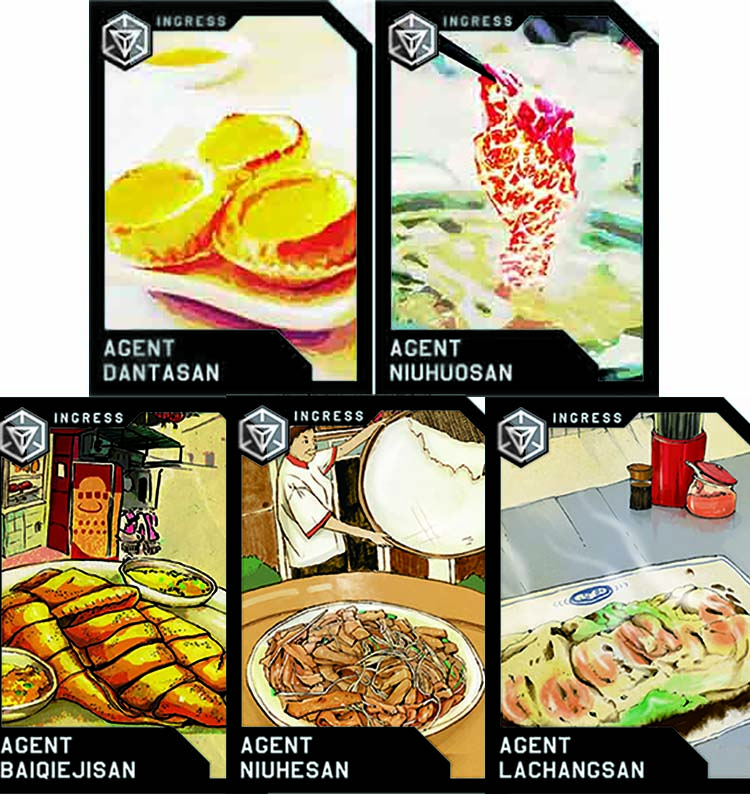 INGRESS
AGENT
DANTASAN
INGRESS
AGENT
NIUHUOSAN
INGRESS
AGENT
BAIQIEJISAN
INGRESS
AGENT
NIUHESAN
INGRESS
AGENT
LACHANGSAN